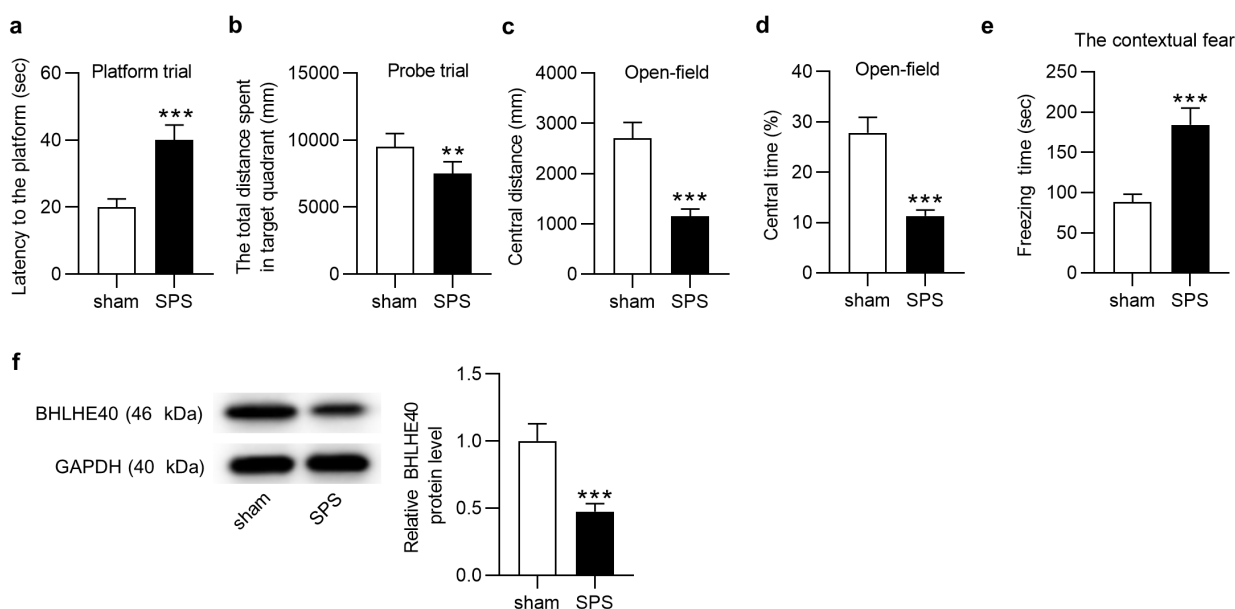 a
Platform trial
Latency to the platform (sec)
60
40
20
0
***
sham
SPS
b
Probe trial
The total distance spent
in target quadrant (mm)
15000
10000
5000
0
**
sham
SPS
c
Open-field
Central distance (mm)
4000
3000
2000
1000
0
***
sham
SPS
d
Open-field
Central time (%)
40
30
20
10
0
***
sham
SPS
e
The contextual fear
Freezing time (sec)
250
200
150
100
50
0
***
sham
SPS
f
BHLHE40 (46 kDa)
GAPDH (40 kDa)
sham
SPS
Relative BHLHE40
protein level
1.5
1.0
0.5
0.0
***
sham
SPS